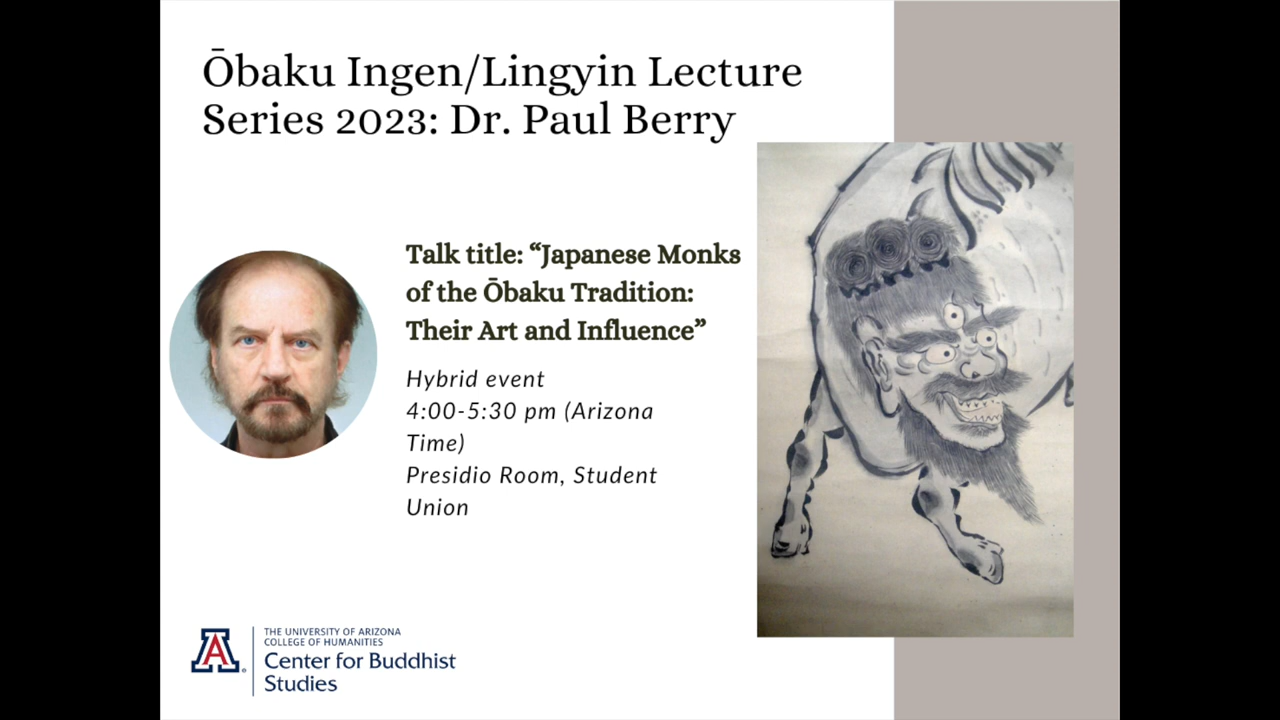 Ōbaku Ingen/Lingyin Lecture
Series 2023: Dr. Paul Berry
Talk title: “Japanese Monks
of the Ōbaku Tradition:
Their Art and Influence”
Hybrid event
4:00-5:30 pm (Arizona
Time)
Presidio Room, Student
Union
A
THE UNIVERSITY OF ARIZONA
COLLEGE OF HUMANITIES
Center for Buddhist
Studies